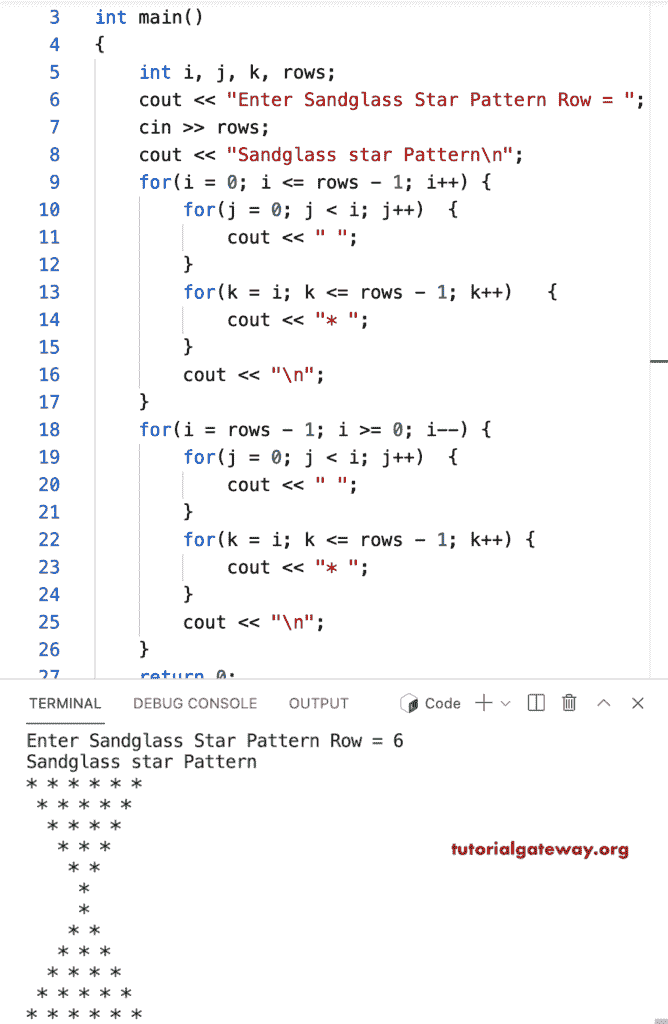 3 int main()
4 {
5 int i, j, k, rows;
6 cout << "Enter Sandglass Star Pattern Row = ";
7 cin >> rows;
8 cout << "Sandglass star Pattern\n";
9 for(i = 0; i <= rows - 1; i++) {
10 for(j = 0; j < i; j++)  {
11 cout << " ";
12 }
13 for(k = i; k <= rows - 1; k++)   {
14 cout << "* ";
15 }
16 cout << "\n";
17 }
18 for(i = rows - 1; i >= 0; i--) {
19 for(j = 0; j < i; j++)  {
20 cout << " ";
21 }
22 for(k = i; k <= rows - 1; k++) {
23 cout << "* ";
24 }
25 cout << "\n";
26 }
27 return 0;
TERMINAL DEBUG CONSOLE OUTPUT Code
Enter Sandglass Star Pattern Row = 6
Sandglass star Pattern
* * * * * *
 * * * * *
  * * * *
   * * *
    * *
     *
     *
    * *
   * * *
  * * * *
 * * * * *
* * * * * *
tutorialgateway.org